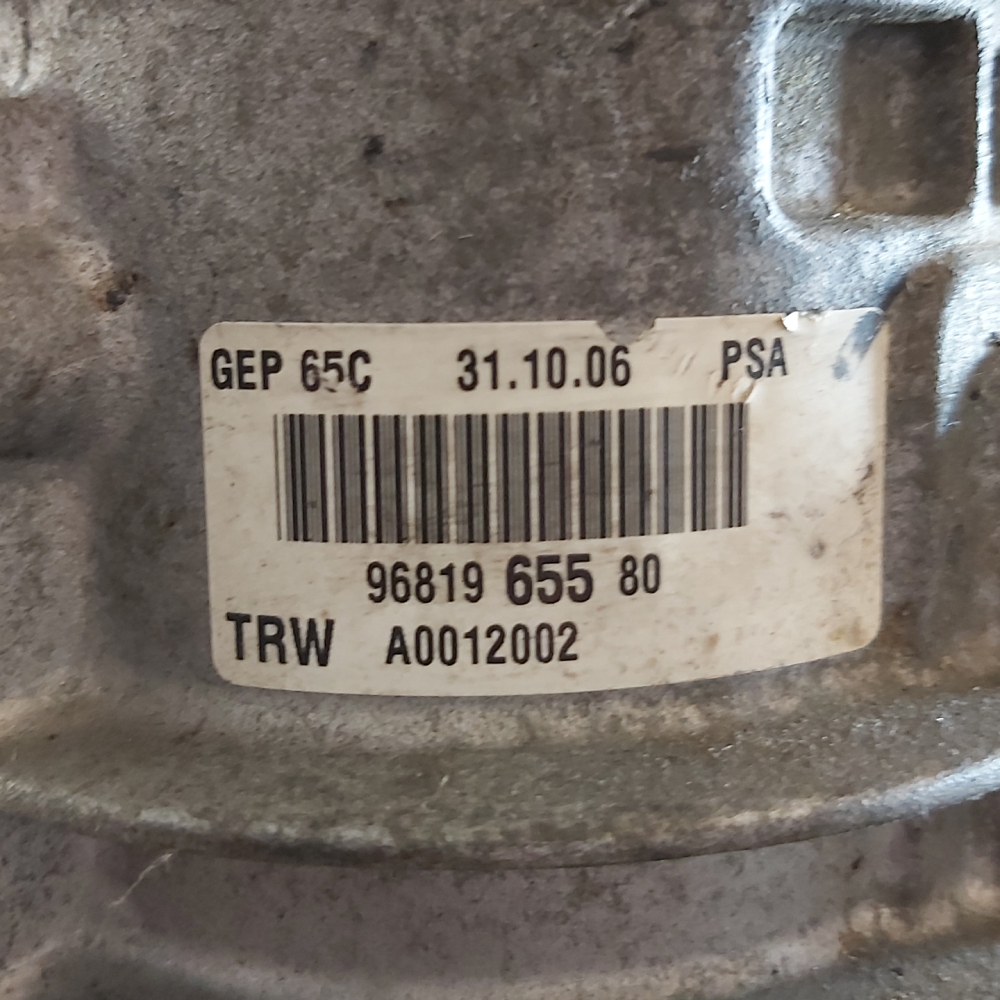 GEP 65C 31.10.06 PSA
96819 655 80
TRW A0012002